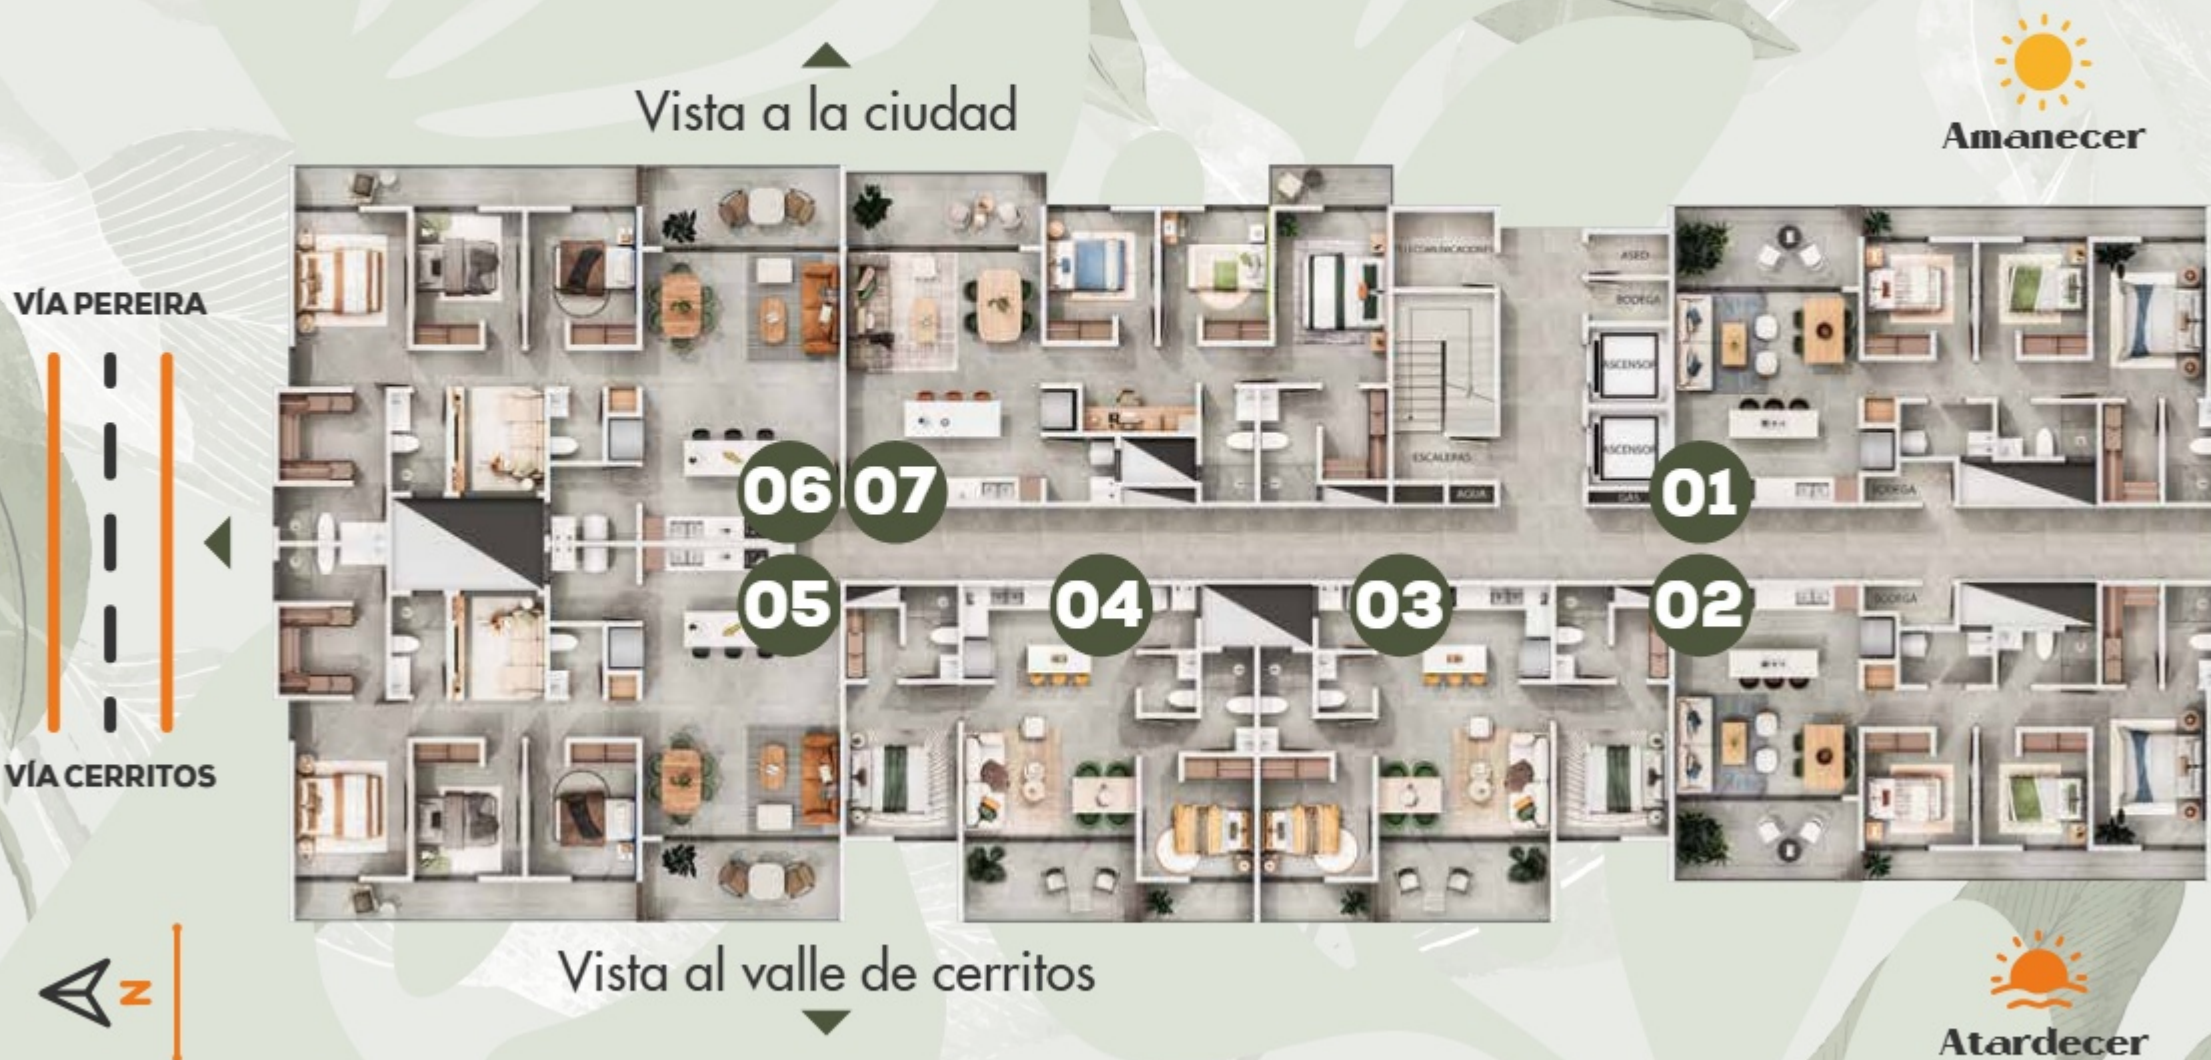 Vista a la ciudad
Amanecer
VÍA PEREIRA
VÍA CERRITOS
TELECOMUNICACIONES
ASEO
BODEGA
ASCENSOR
ASCENSOR
ESCALERAS
AGUA
GAS
BODEGA
BODEGA
06
07
01
05
04
03
02
N
Vista al valle de cerritos
Atardecer